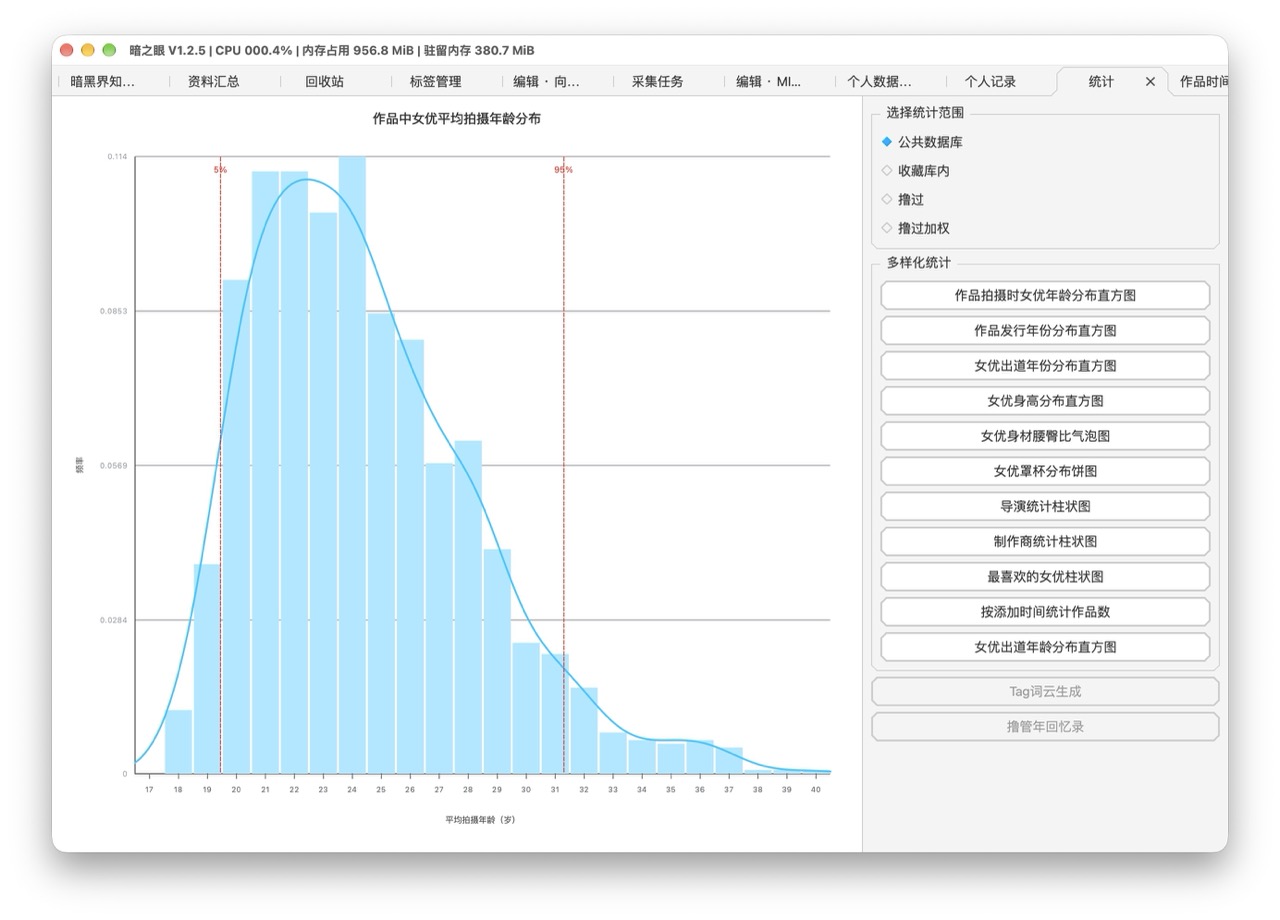 暗之眼 V1.2.5 | CPU 000.4% | 内存占用 956.8 MiB | 驻留内存 380.7 MiB
暗黑界知… 资料汇总 回收站 标签管理 编辑 · 向… 采集任务 编辑 · MI… 个人数据… 个人记录 统计 ✕ 作品时间
作品中女优平均拍摄年龄分布
0.114
0.0853
0.0569
0.0284
0
频率
5%
95%
17 18 19 20 21 22 23 24 25 26 27 28 29 30 31 32 33 34 35 36 37 38 39 40
平均拍摄年龄（岁）
选择统计范围
公共数据库
收藏库内
撸过
撸过加权
多样化统计
作品拍摄时女优年龄分布直方图
作品发行年份分布直方图
女优出道年份分布直方图
女优身高分布直方图
女优身材腰臀比气泡图
女优罩杯分布饼图
导演统计柱状图
制作商统计柱状图
最喜欢的女优柱状图
按添加时间统计作品数
女优出道年龄分布直方图
Tag词云生成
撸管年回忆录